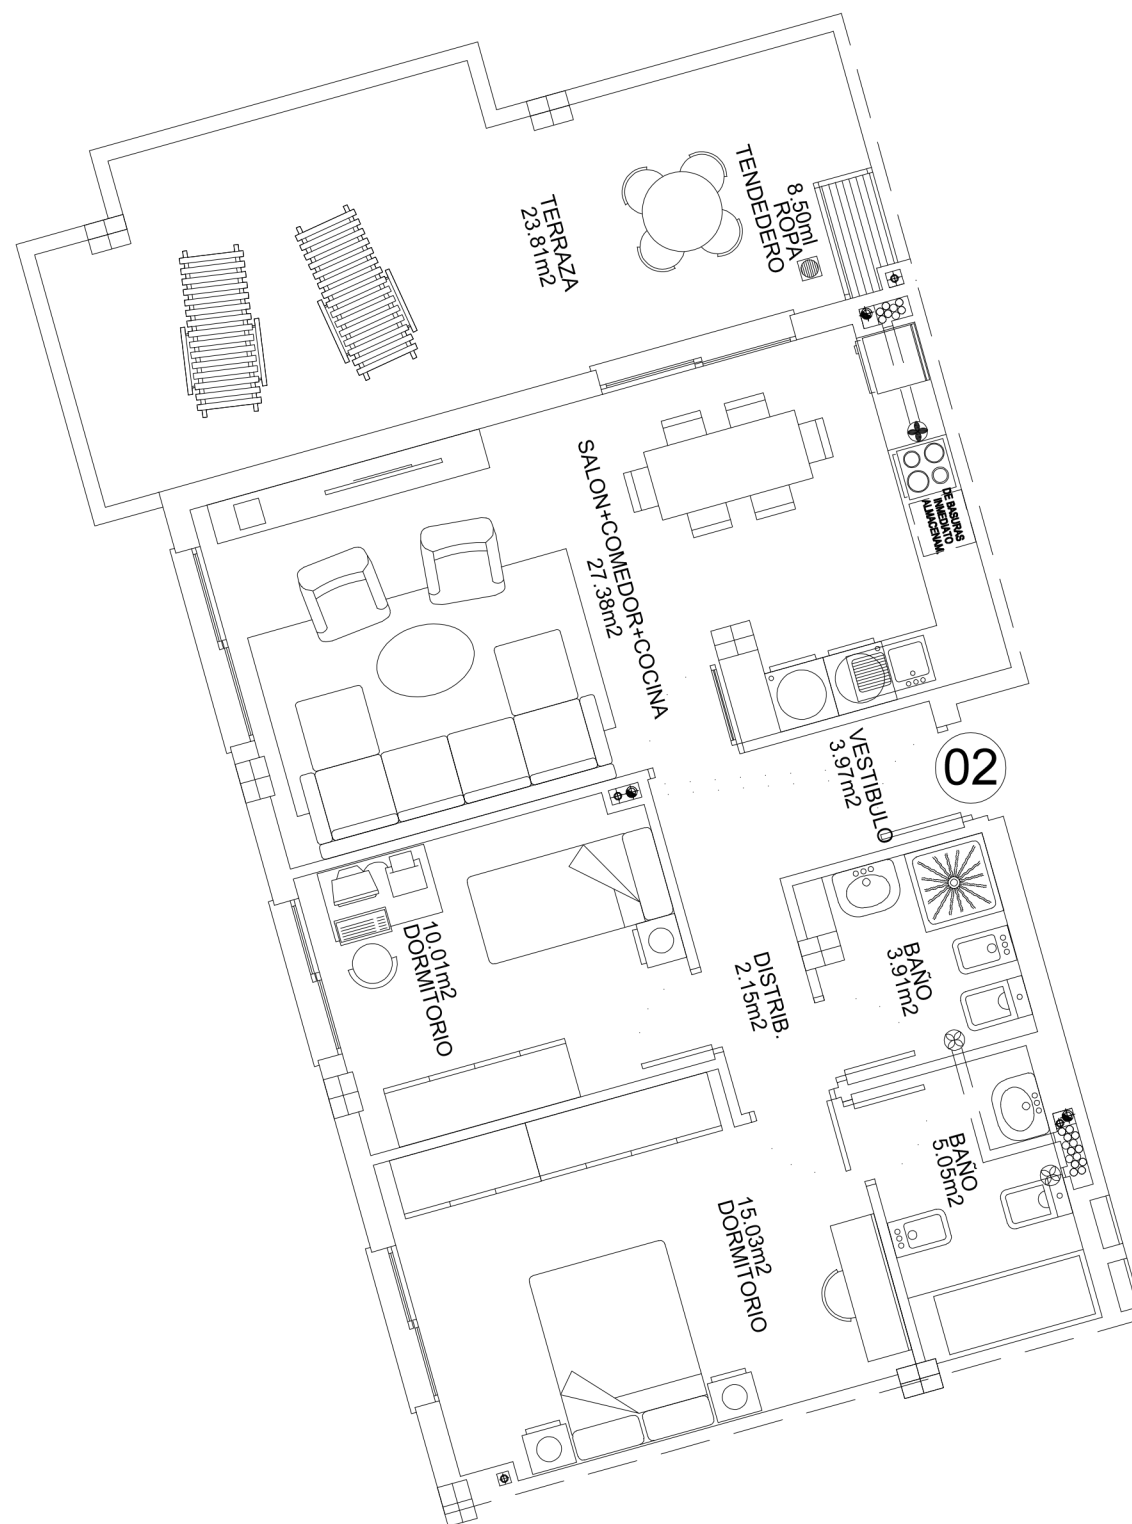 TERRAZA
23.81m2
TENDEDERO
ROPA
8.50ml
SALON+COMEDOR+COCINA
27.38m2
ALMACENAM.
INMEDIATO
DE BASURAS
VESTIBULO
3.97m2
02
DORMITORIO
10.01m2
DISTRIB.
2.15m2
BAÑO
3.91m2
BAÑO
5.05m2
DORMITORIO
15.03m2